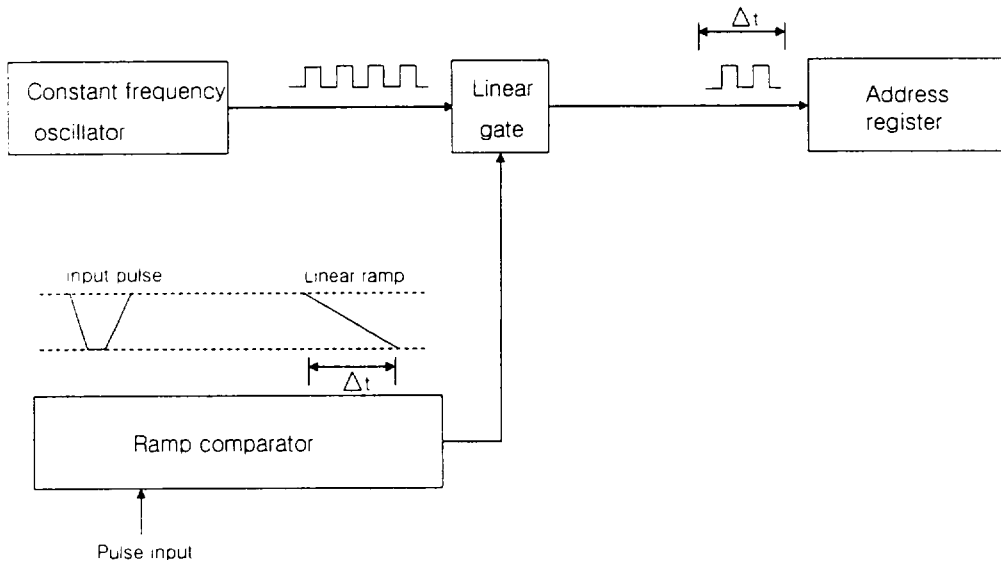 Δt
Constant frequency
oscillator
Linear
gate
Address
register
Input pulse
Linear ramp
Δt
Ramp comparator
Pulse input